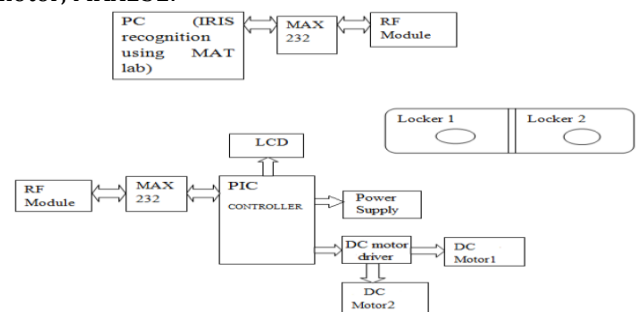 motor, MAX232.
PC (IRIS
recognition
using MAT
lab)
MAX
232
RF
Module
Locker 1
Locker 2
LCD
RF
Module
MAX
232
PIC
CONTROLLER
Power
Supply
DC motor
driver
DC
Motor1
DC
Motor2